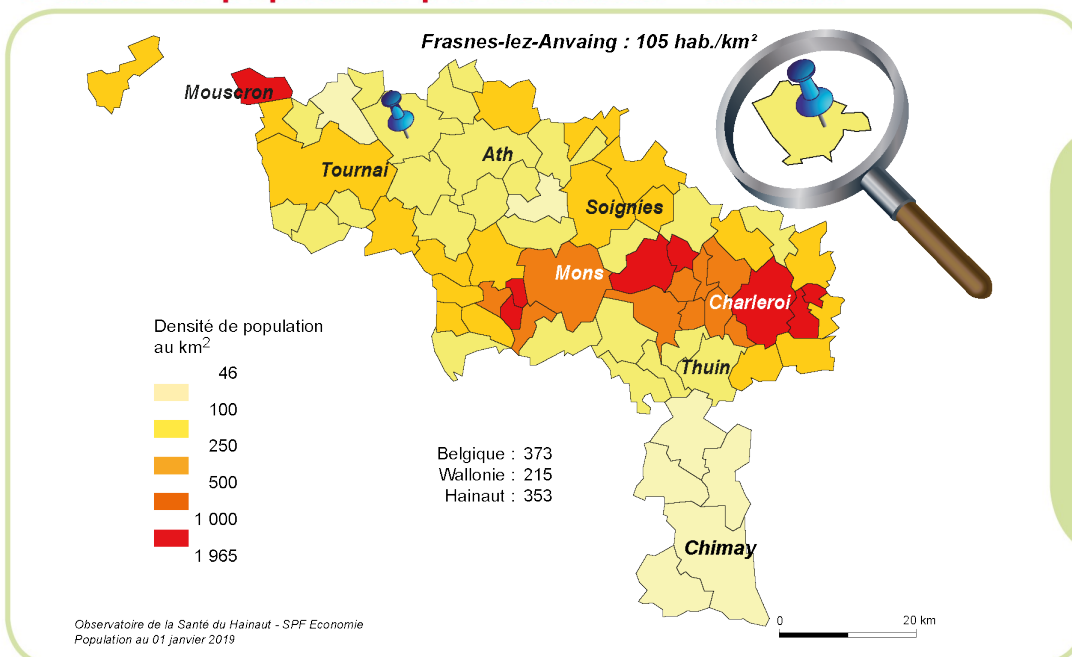 Frasnes-lez-Anvaing : 105 hab./km²
Mouscron
Ath
Tournai
Soignies
Mons
Charleroi
Thuin
Chimay
Densité de population
au km²
46
100
250
500
1 000
1 965
Belgique : 373
Wallonie : 215
Hainaut : 353
0 20 km
Observatoire de la Santé du Hainaut - SPF Economie
Population au 01 janvier 2019